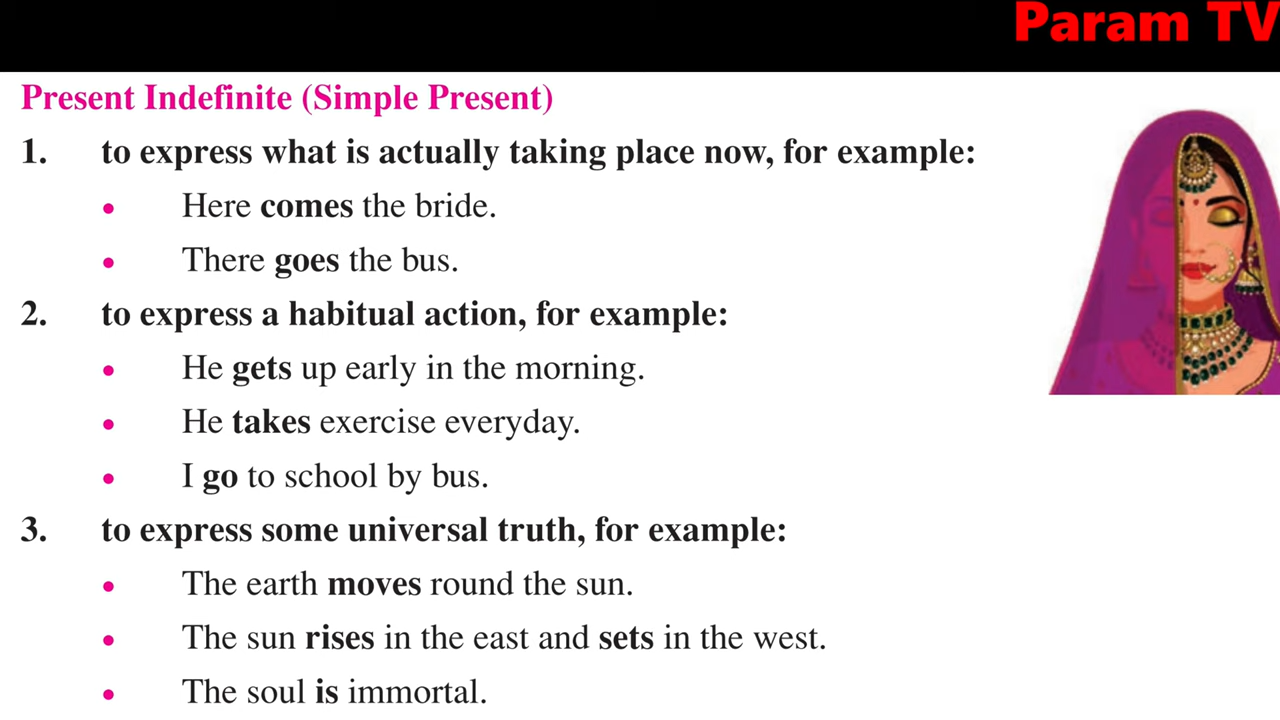 Param TV
Present Indefinite (Simple Present)
1. to express what is actually taking place now, for example:
• Here comes the bride.
• There goes the bus.
2. to express a habitual action, for example:
• He gets up early in the morning.
• He takes exercise everyday.
• I go to school by bus.
3. to express some universal truth, for example:
• The earth moves round the sun.
• The sun rises in the east and sets in the west.
• The soul is immortal.